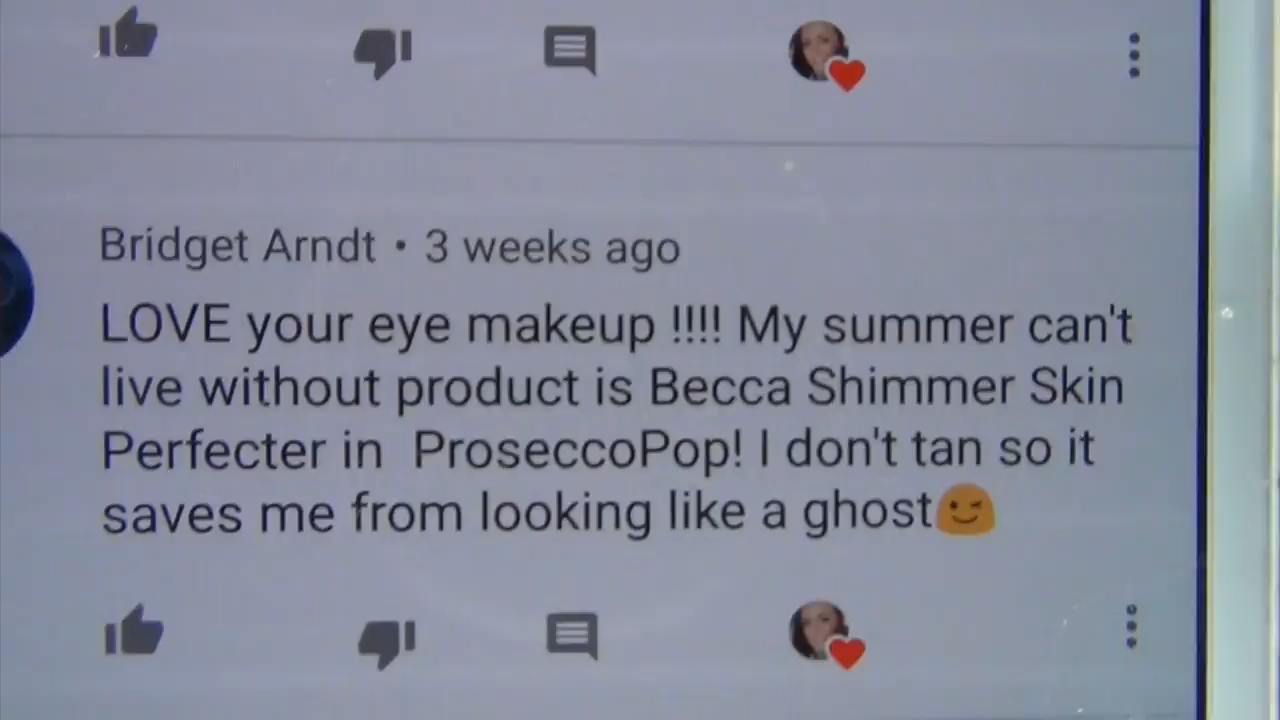 Bridget Arndt • 3 weeks ago
LOVE your eye makeup !!!! My summer can't
live without product is Becca Shimmer Skin
Perfecter in  ProseccoPop! I don't tan so it
saves me from looking like a ghost😉